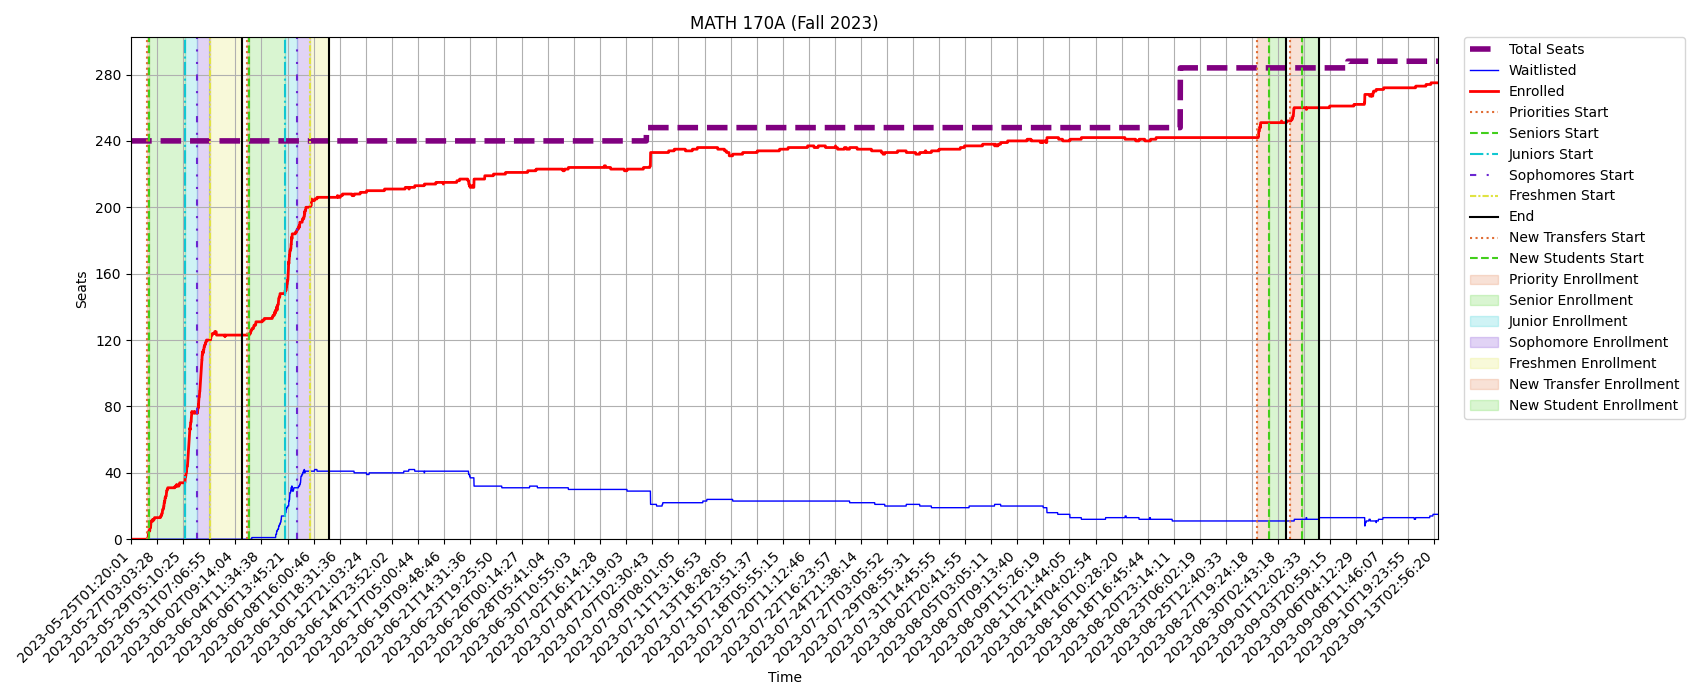 MATH 170A (Fall 2023)
Seats
280
240
200
160
120
80
40
0
2023-05-25T01:20:01
2023-05-27T03:03:28
2023-05-29T05:10:25
2023-05-31T07:06:55
2023-06-02T09:14:04
2023-06-04T11:34:38
2023-06-06T13:45:21
2023-06-08T16:00:46
2023-06-10T18:31:36
2023-06-12T21:03:24
2023-06-14T23:52:02
2023-06-17T05:00:44
2023-06-19T09:48:46
2023-06-21T14:31:36
2023-06-23T19:25:50
2023-06-26T00:14:27
2023-06-28T05:41:04
2023-06-30T10:55:03
2023-07-02T16:14:28
2023-07-04T21:19:03
2023-07-07T02:30:43
2023-07-09T08:01:05
2023-07-11T13:16:53
2023-07-13T18:28:05
2023-07-15T23:51:37
2023-07-18T05:55:15
2023-07-20T11:12:46
2023-07-22T16:23:57
2023-07-24T21:38:14
2023-07-27T03:05:52
2023-07-29T08:55:31
2023-07-31T14:45:55
2023-08-02T20:41:55
2023-08-05T03:05:11
2023-08-07T09:13:40
2023-08-09T15:26:19
2023-08-11T21:44:05
2023-08-14T04:02:54
2023-08-16T10:28:20
2023-08-18T16:45:44
2023-08-20T23:14:11
2023-08-23T06:02:19
2023-08-25T12:40:33
2023-08-27T19:24:18
2023-08-30T02:43:18
2023-09-01T12:02:33
2023-09-03T20:59:15
2023-09-06T04:12:29
2023-09-08T11:46:07
2023-09-10T19:23:55
2023-09-13T02:56:20
Time
Total Seats
Waitlisted
Enrolled
Priorities Start
Seniors Start
Juniors Start
Sophomores Start
Freshmen Start
End
New Transfers Start
New Students Start
Priority Enrollment
Senior Enrollment
Junior Enrollment
Sophomore Enrollment
Freshmen Enrollment
New Transfer Enrollment
New Student Enrollment